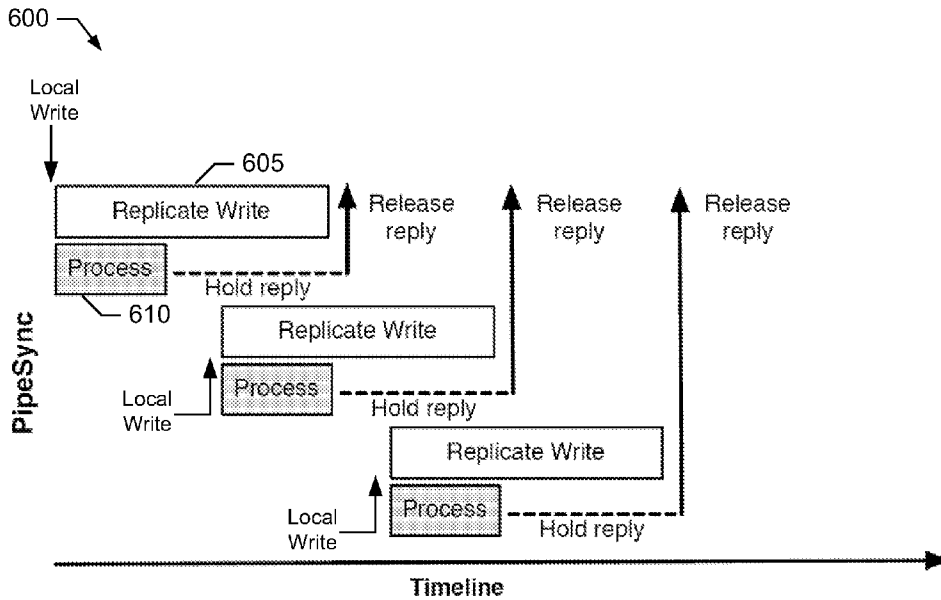 600
Local
Write
605
Replicate Write
Release
reply
Release
reply
Release
reply
Process
Hold reply
610
Replicate Write
Process
Local
Write
Hold reply
Replicate Write
Process
Local
Write
Hold reply
PipeSync
Timeline